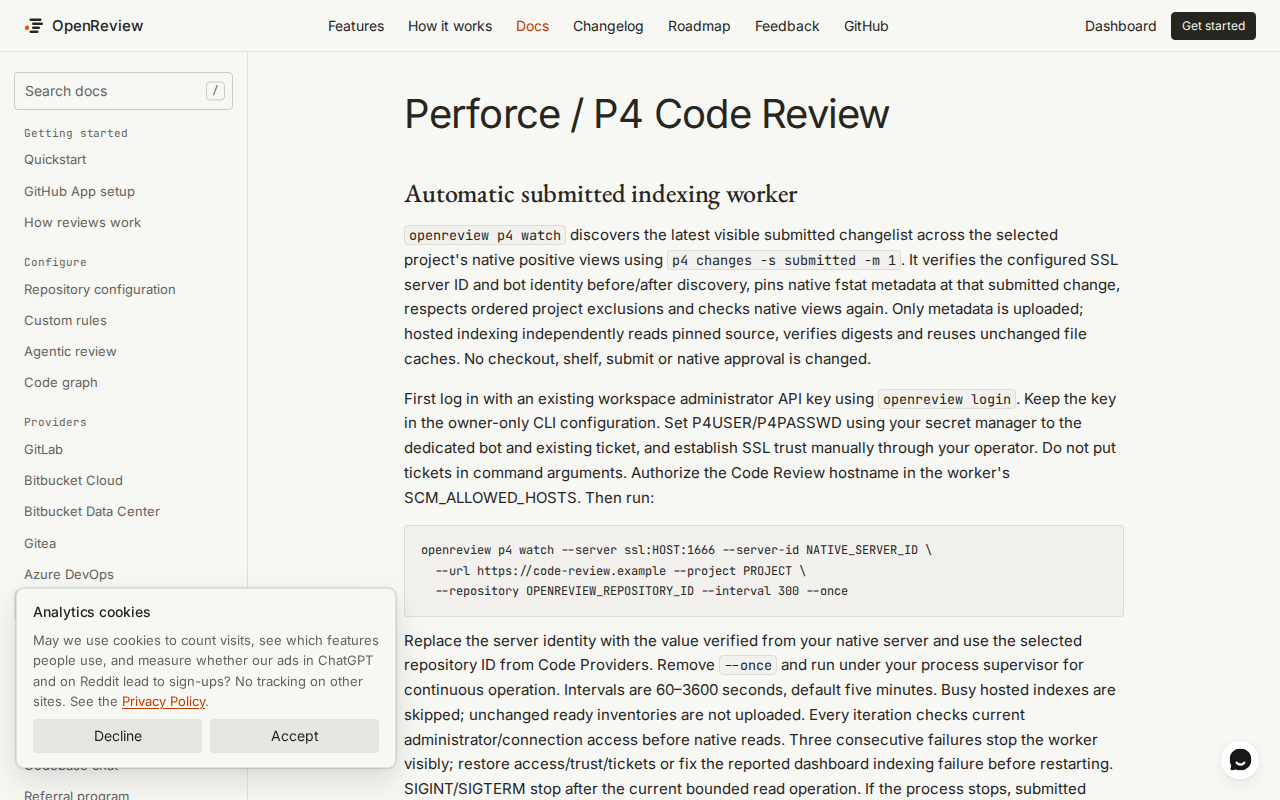 OpenReview
Features How it works Docs Changelog Roadmap Feedback GitHub
Dashboard Get started
Search docs /
Getting started
Quickstart
GitHub App setup
How reviews work
Configure
Repository configuration
Custom rules
Agentic review
Code graph
Providers
GitLab
Bitbucket Cloud
Bitbucket Data Center
Gitea
Azure DevOps
Referral program
Analytics cookies
May we use cookies to count visits, see which features
people use, and measure whether our ads in ChatGPT
and on Reddit lead to sign-ups? No tracking on other
sites. See the Privacy Policy.
Decline Accept
Perforce / P4 Code Review
Automatic submitted indexing worker
openreview p4 watch discovers the latest visible submitted changelist across the selected
project's native positive views using p4 changes -s submitted -m 1. It verifies the configured SSL
server ID and bot identity before/after discovery, pins native fstat metadata at that submitted change,
respects ordered project exclusions and checks native views again. Only metadata is uploaded;
hosted indexing independently reads pinned source, verifies digests and reuses unchanged file
caches. No checkout, shelf, submit or native approval is changed.
First log in with an existing workspace administrator API key using openreview login. Keep the key
in the owner-only CLI configuration. Set P4USER/P4PASSWD using your secret manager to the
dedicated bot and existing ticket, and establish SSL trust manually through your operator. Do not put
tickets in command arguments. Authorize the Code Review hostname in the worker's
SCM_ALLOWED_HOSTS. Then run:
openreview p4 watch --server ssl:HOST:1666 --server-id NATIVE_SERVER_ID \
--url https://code-review.example --project PROJECT \
--repository OPENREVIEW_REPOSITORY_ID --interval 300 --once
Replace the server identity with the value verified from your native server and use the selected
repository ID from Code Providers. Remove --once and run under your process supervisor for
continuous operation. Intervals are 60–3600 seconds, default five minutes. Busy hosted indexes are
skipped; unchanged ready inventories are not uploaded. Every iteration checks current
administrator/connection access before native reads. Three consecutive failures stop the worker
visibly; restore access/trust/tickets or fix the reported dashboard indexing failure before restarting.
SIGINT/SIGTERM stop after the current bounded read operation. If the process stops, submitted